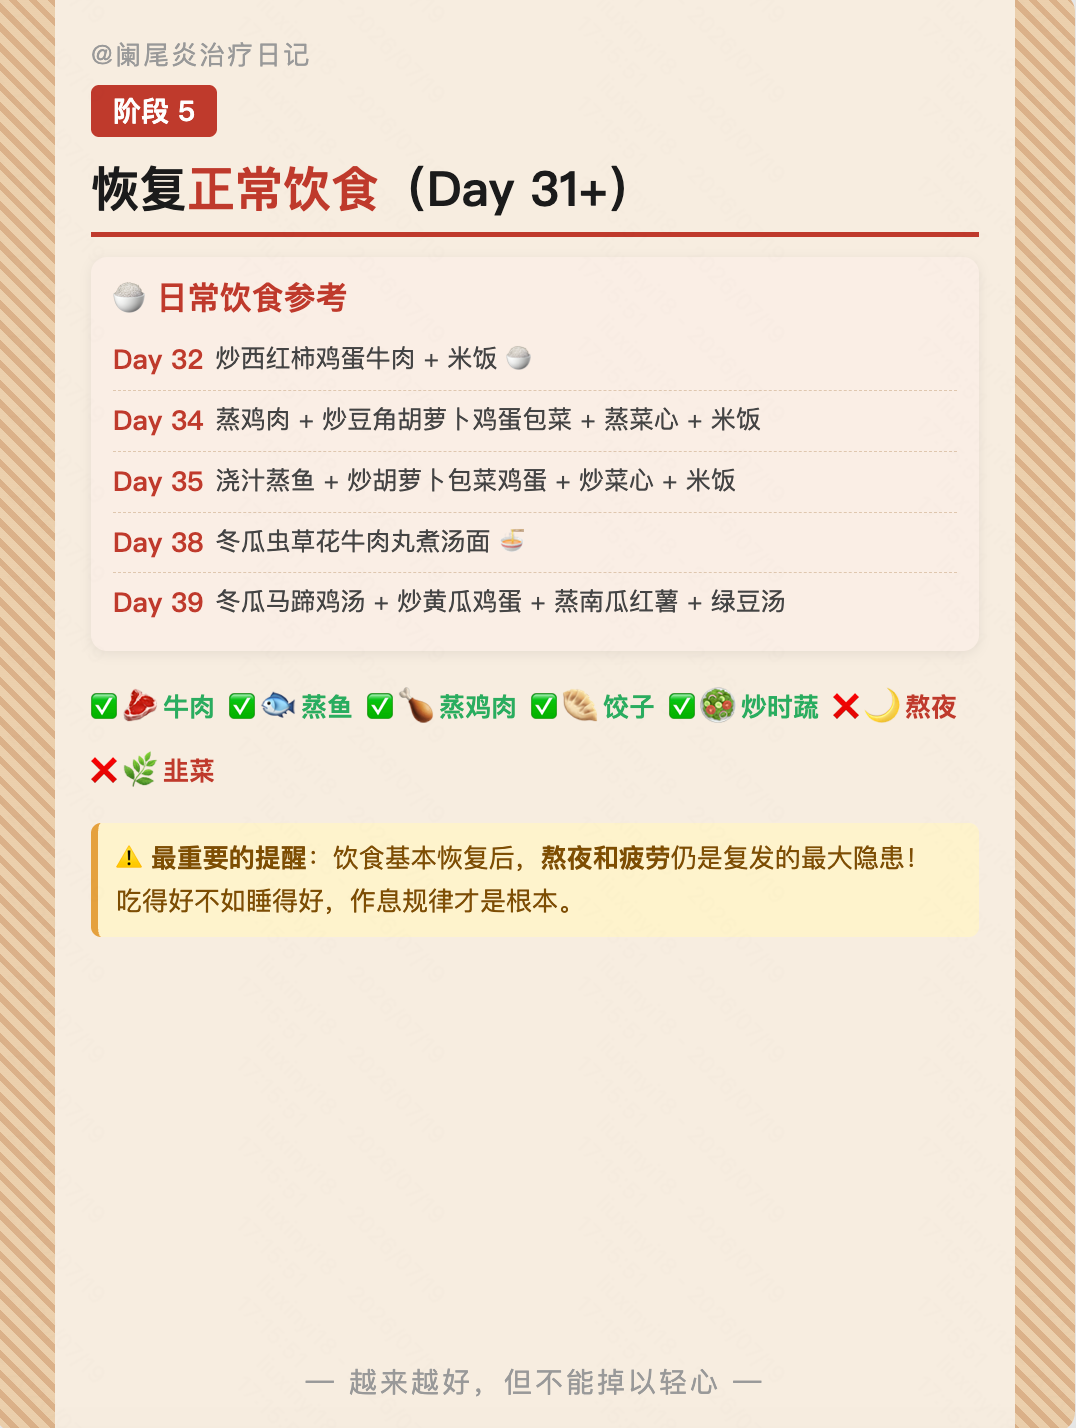 @阑尾炎治疗日记
阶段 5
恢复正常饮食（Day 31+）
🍚 日常饮食参考
Day 32 炒西红柿鸡蛋牛肉 + 米饭 🍚
Day 34 蒸鸡肉 + 炒豆角胡萝卜鸡蛋包菜 + 蒸菜心 + 米饭
Day 35 浇汁蒸鱼 + 炒胡萝卜包菜鸡蛋 + 炒菜心 + 米饭
Day 38 冬瓜虫草花牛肉丸煮汤面 🍜
Day 39 冬瓜马蹄鸡汤 + 炒黄瓜鸡蛋 + 蒸南瓜红薯 + 绿豆汤
✅🥩牛肉 ✅🐟蒸鱼 ✅🍗蒸鸡肉 ✅🥟饺子 ✅🥗炒时蔬 ❌🌙熬夜
❌🌿韭菜
⚠️ 最重要的提醒：饮食基本恢复后，熬夜和疲劳仍是复发的最大隐患！
吃得好不如睡得好，作息规律才是根本。
— 越来越好，但不能掉以轻心 —